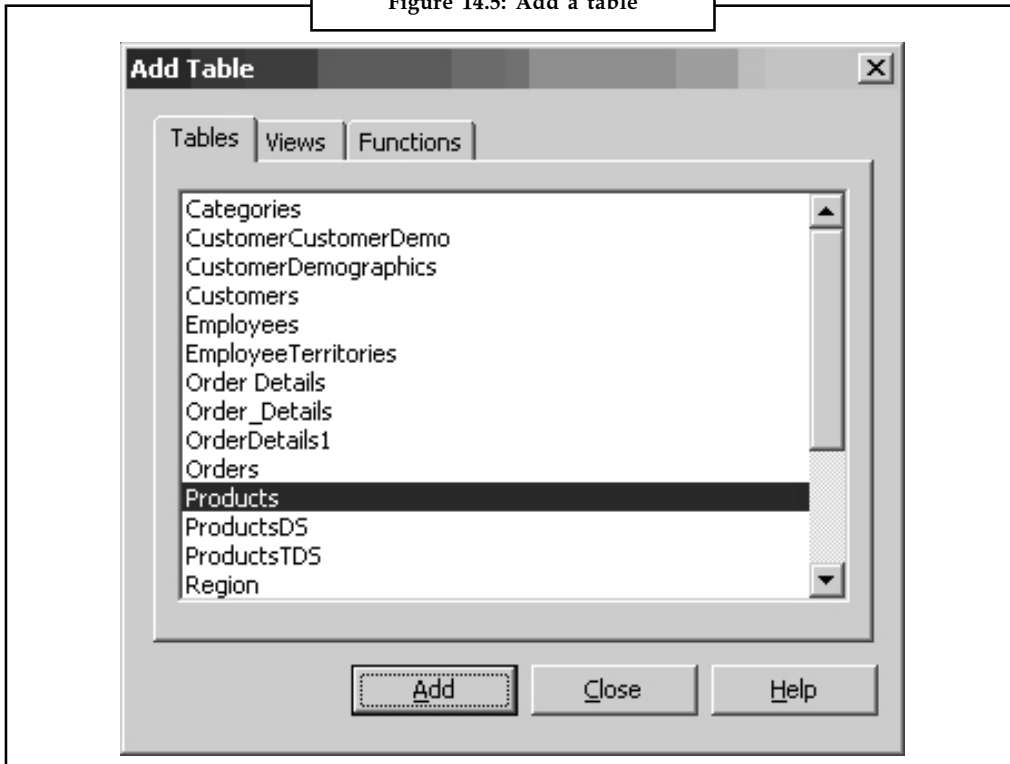 Figure 14.5: Add a table
Add Table
Tables Views Functions
Categories
CustomerCustomerDemo
CustomerDemographics
Customers
Employees
EmployeeTerritories
Order Details
Order_Details
OrderDetails1
Orders
Products
ProductsDS
ProductsTDS
Region
Add Close Help